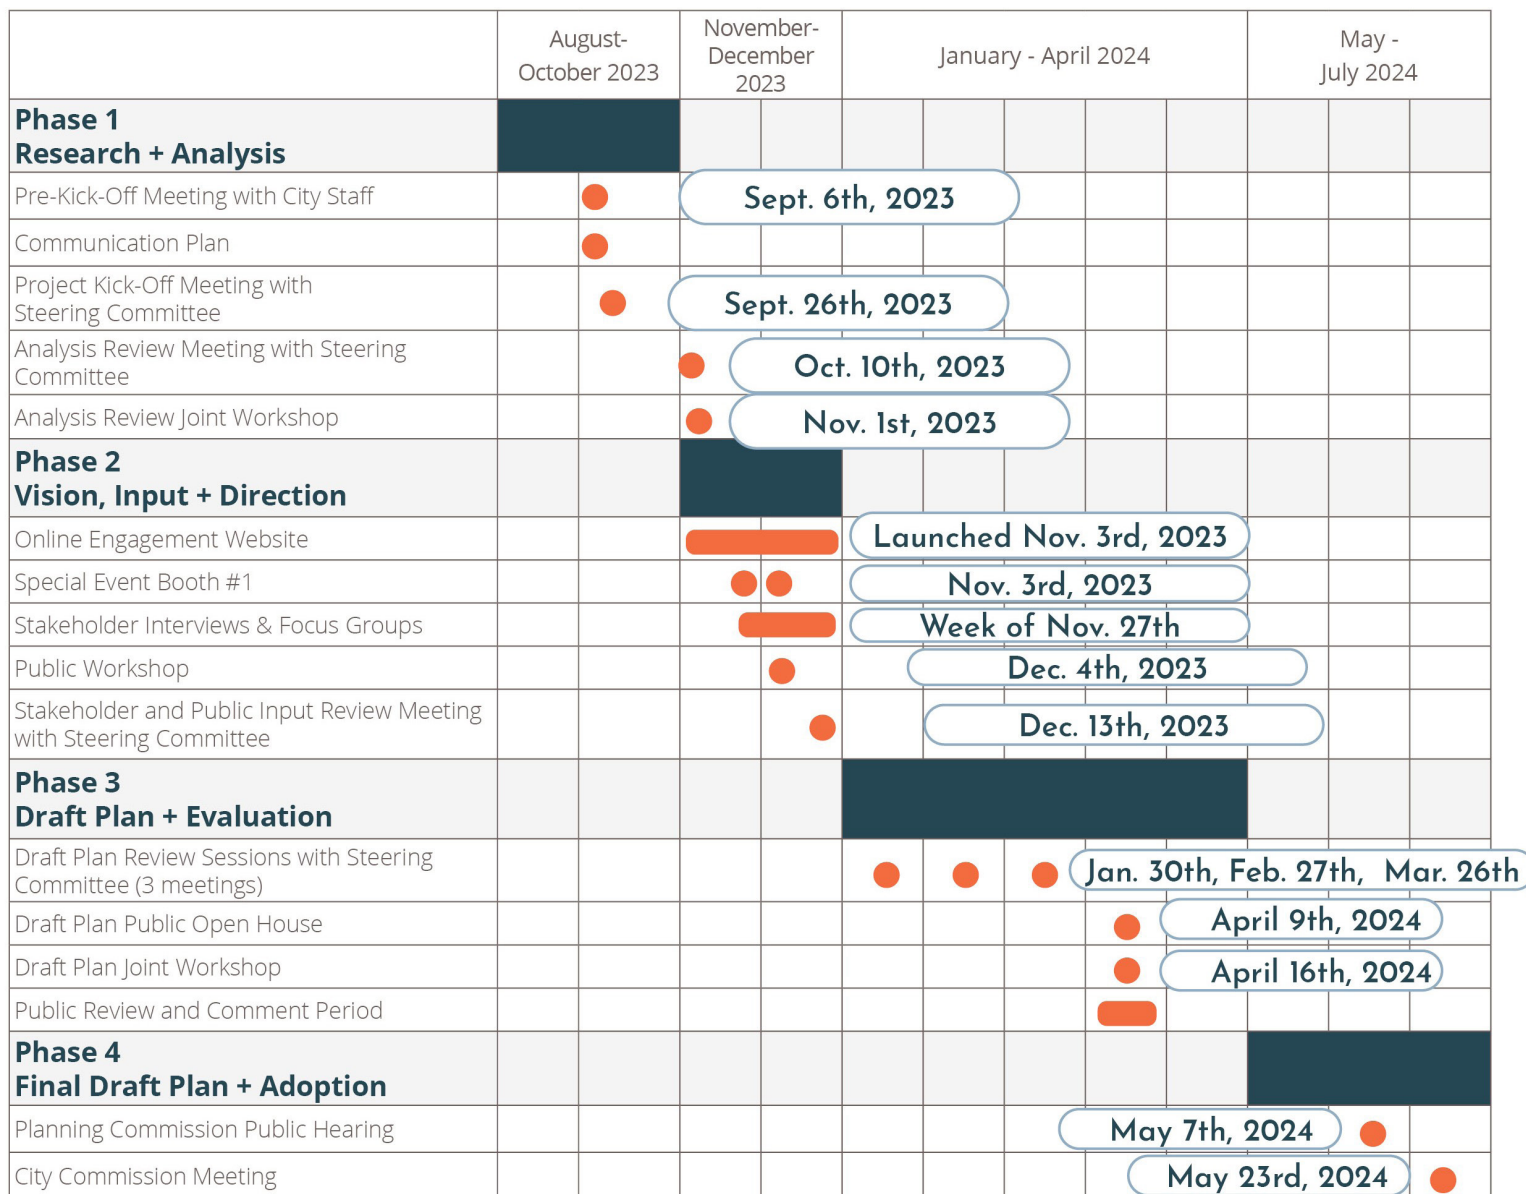 August-
October 2023
November-
December
2023
January - April 2024
May -
July 2024
Phase 1
Research + Analysis
Pre-Kick-Off Meeting with City Staff
Sept. 6th, 2023
Communication Plan
Project Kick-Off Meeting with
Steering Committee
Sept. 26th, 2023
Analysis Review Meeting with Steering
Committee
Oct. 10th, 2023
Analysis Review Joint Workshop
Nov. 1st, 2023
Phase 2
Vision, Input + Direction
Online Engagement Website
Launched Nov. 3rd, 2023
Special Event Booth #1
Nov. 3rd, 2023
Stakeholder Interviews & Focus Groups
Week of Nov. 27th
Public Workshop
Dec. 4th, 2023
Stakeholder and Public Input Review Meeting
with Steering Committee
Dec. 13th, 2023
Phase 3
Draft Plan + Evaluation
Draft Plan Review Sessions with Steering
Committee (3 meetings)
Jan. 30th, Feb. 27th, Mar. 26th
Draft Plan Public Open House
April 9th, 2024
Draft Plan Joint Workshop
April 16th, 2024
Public Review and Comment Period
Phase 4
Final Draft Plan + Adoption
Planning Commission Public Hearing
May 7th, 2024
City Commission Meeting
May 23rd, 2024